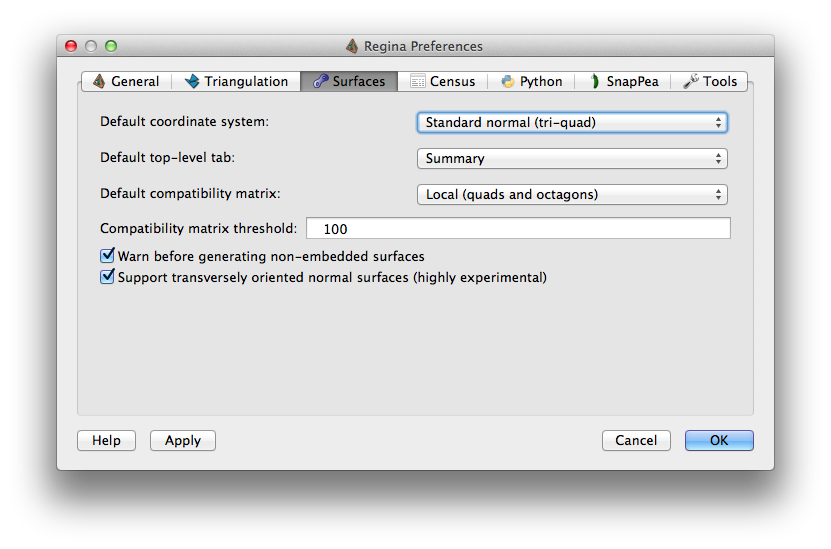 Regina Preferences
General Triangulation Surfaces Census Python SnapPea Tools
Default coordinate system: Standard normal (tri-quad)
Default top-level tab: Summary
Default compatibility matrix: Local (quads and octagons)
Compatibility matrix threshold: 100
Warn before generating non-embedded surfaces
Support transversely oriented normal surfaces (highly experimental)
Help Apply Cancel OK